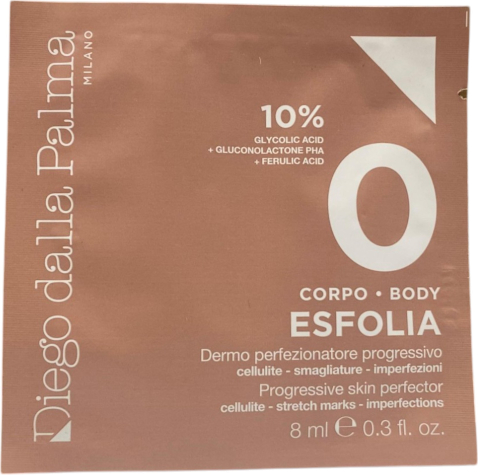 Diego dalla Palma
MILANO
10%
GLYCOLIC ACID
+ GLUCONOLACTONE PHA
+ FERULIC ACID
O
CORPO • BODY
ESFOLIA
Dermo perfezionatore progressivo
cellulite - smagliature - imperfezioni
Progressive skin perfector
cellulite - stretch marks - imperfections
8 ml ℮ 0.3 fl. oz.